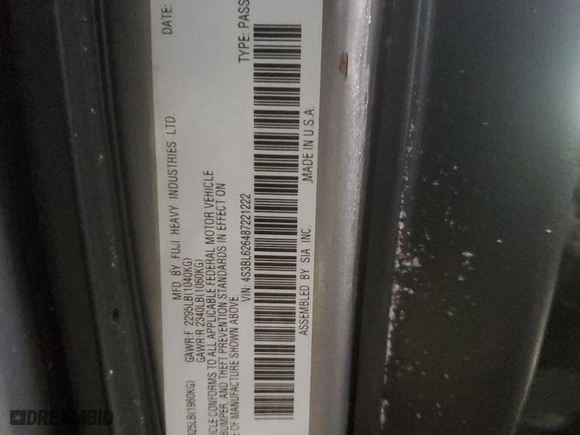 MFD BY FUJI HEAVY INDUSTRIES LTD. DATE:
GAWR:F 2295LB(1040KG)
GAWR:R 2340LB(1060KG)
VEHICLE CONFORMS TO ALL APPLICABLE FEDERAL MOTOR VEHICLE
BUMPER, AND THEFT PREVENTION STANDARDS IN EFFECT ON
OF MANUFACTURE SHOWN ABOVE.
VIN:4S3BL626487221222 TYPE: PASS
ASSEMBLED BY SIA INC. MADE IN U.S.A.
DREAMBID